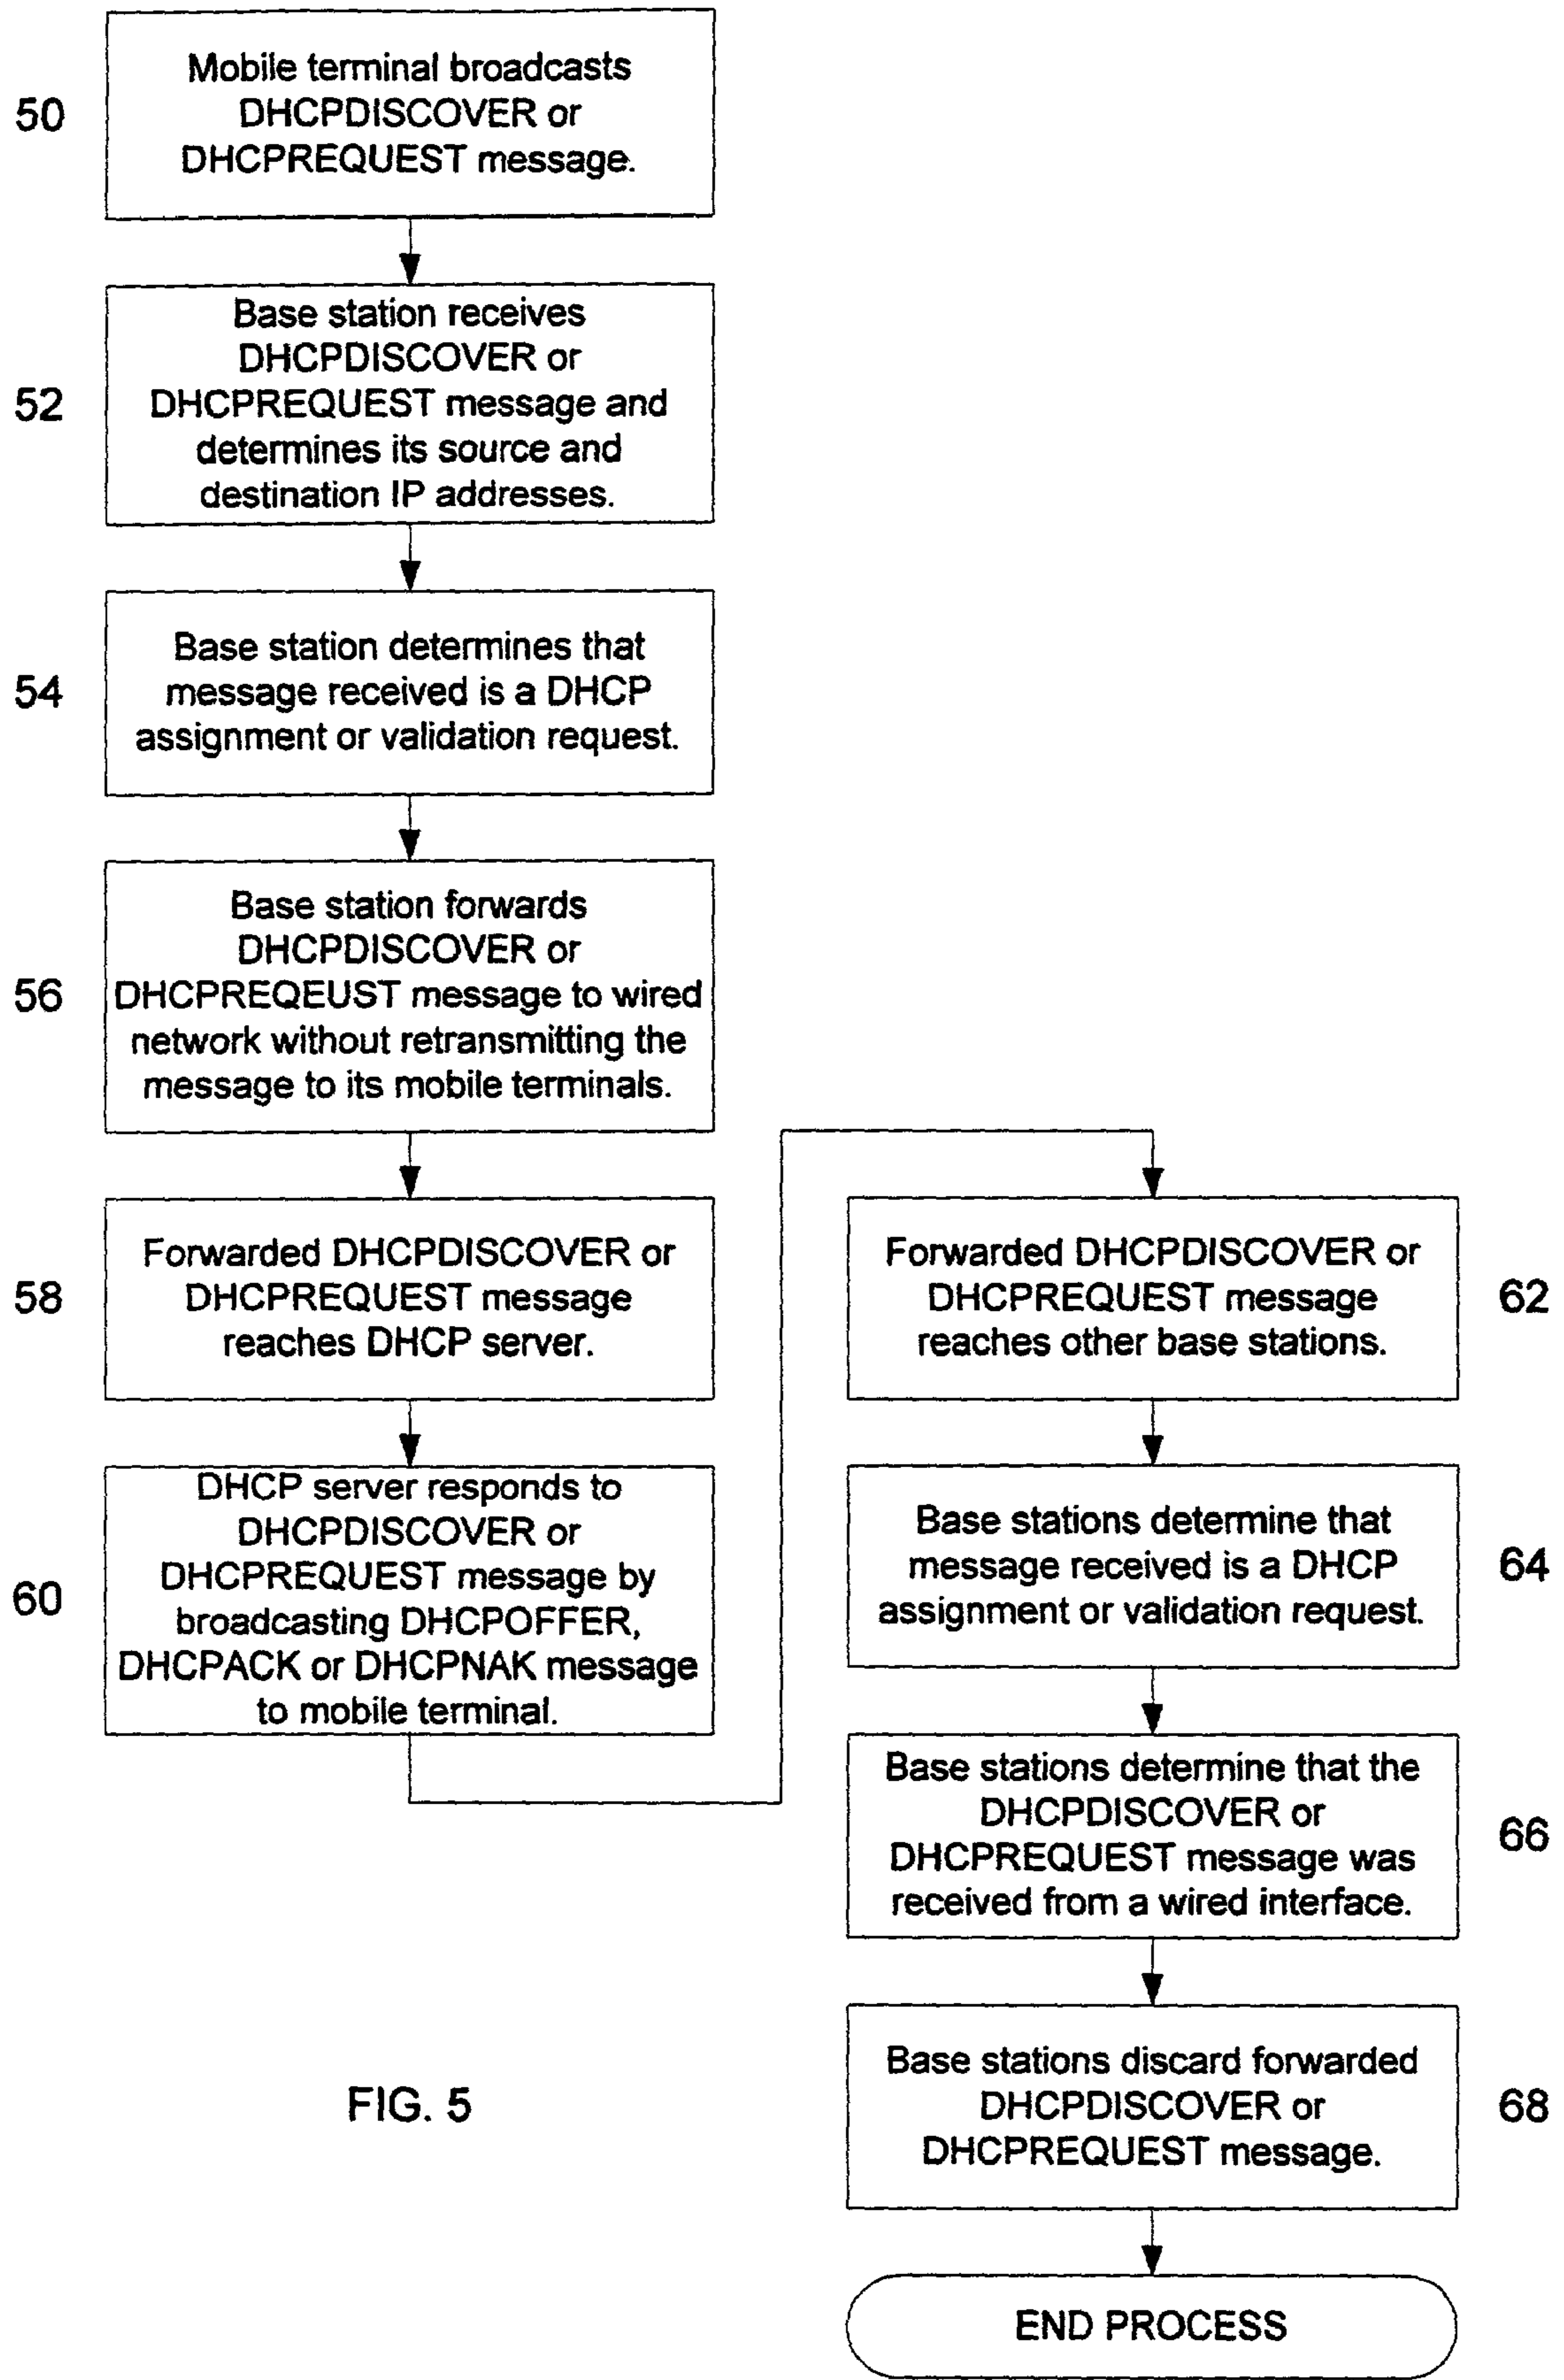 50
Mobile terminal broadcasts
DHCPDISCOVER or
DHCPREQUEST message.
52
Base station receives
DHCPDISCOVER or
DHCPREQUEST message and
determines its source and
destination IP addresses.
54
Base station determines that
message received is a DHCP
assignment or validation request.
56
Base station forwards
DHCPDISCOVER or
DHCPREQEUST message to wired
network without retransmitting the
message to its mobile terminals.
58
Forwarded DHCPDISCOVER or
DHCPREQUEST message
reaches DHCP server.
60
DHCP server responds to
DHCPDISCOVER or
DHCPREQUEST message by
broadcasting DHCPOFFER,
DHCPACK or DHCPNAK message
to mobile terminal.
Forwarded DHCPDISCOVER or
DHCPREQUEST message
reaches other base stations.
62
Base stations determine that
message received is a DHCP
assignment or validation request.
64
Base stations determine that the
DHCPDISCOVER or
DHCPREQUEST message was
received from a wired interface.
66
Base stations discard forwarded
DHCPDISCOVER or
DHCPREQUEST message.
68
END PROCESS
FIG. 5